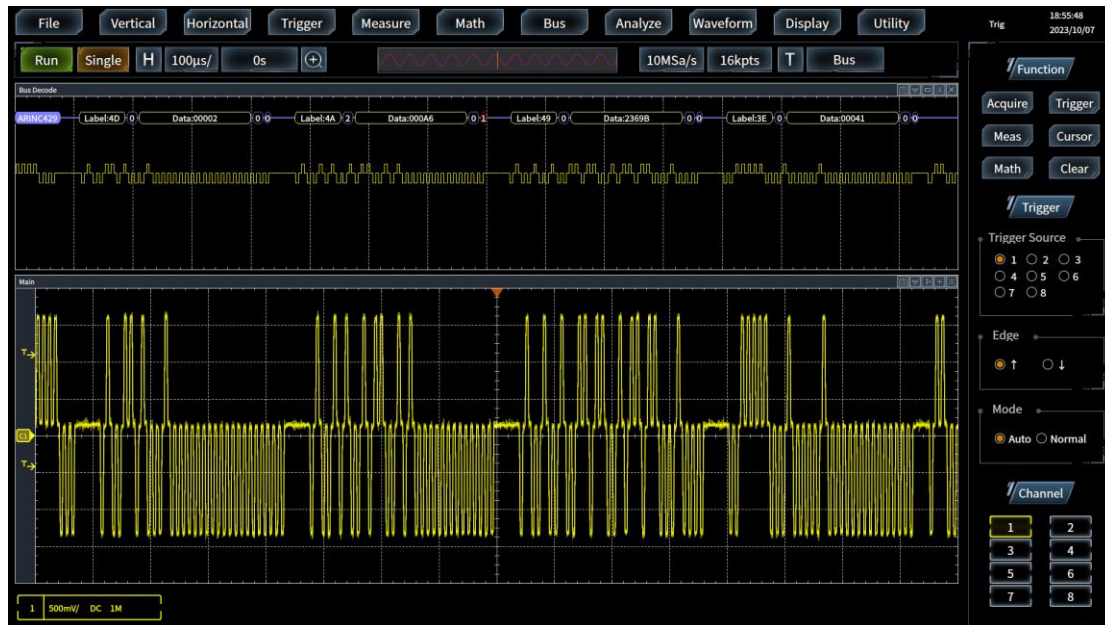 File Vertical Horizontal Trigger Measure Math Bus Analyze Waveform Display Utility Trig 18:55:48
2023/10/07
Run Single H 100μs/ 0s 10MSa/s 16kpts T Bus
Function
Bus Decode
Acquire Trigger
ARINC429 Label:4D 0 Data:00002 0 0 Label:4A 2 Data:000A6 0 1 Label:49 0 Data:2369B 0 0 Label:3E 0 Data:00041 0 0
Meas Cursor
Math Clear
Trigger
Trigger Source
1 2 3
4 5 6
7 8
Main
Edge
↑ ↓
T
Mode
C1
Auto Normal
T
Channel
1 2
3 4
5 6
7 8
1 500mV/ DC 1M